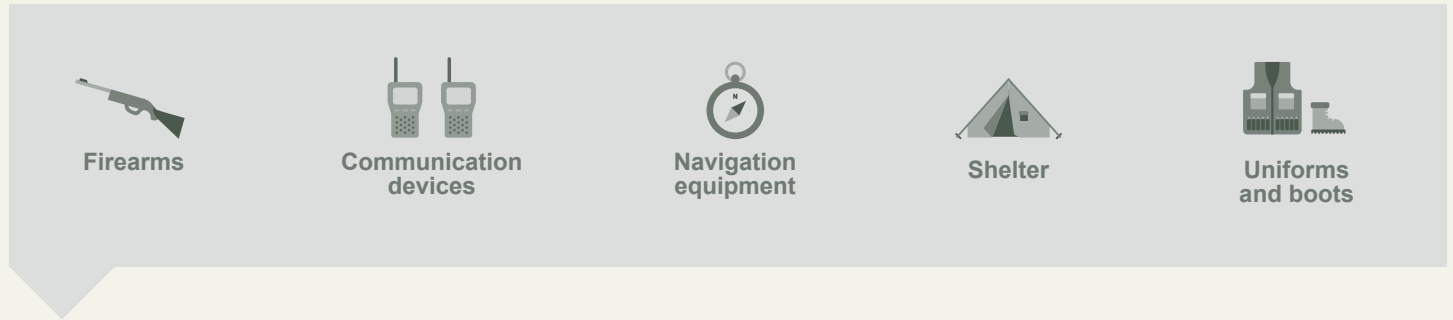 N
Firearms
Communication
devices
Navigation
equipment
Shelter
Uniforms
and boots